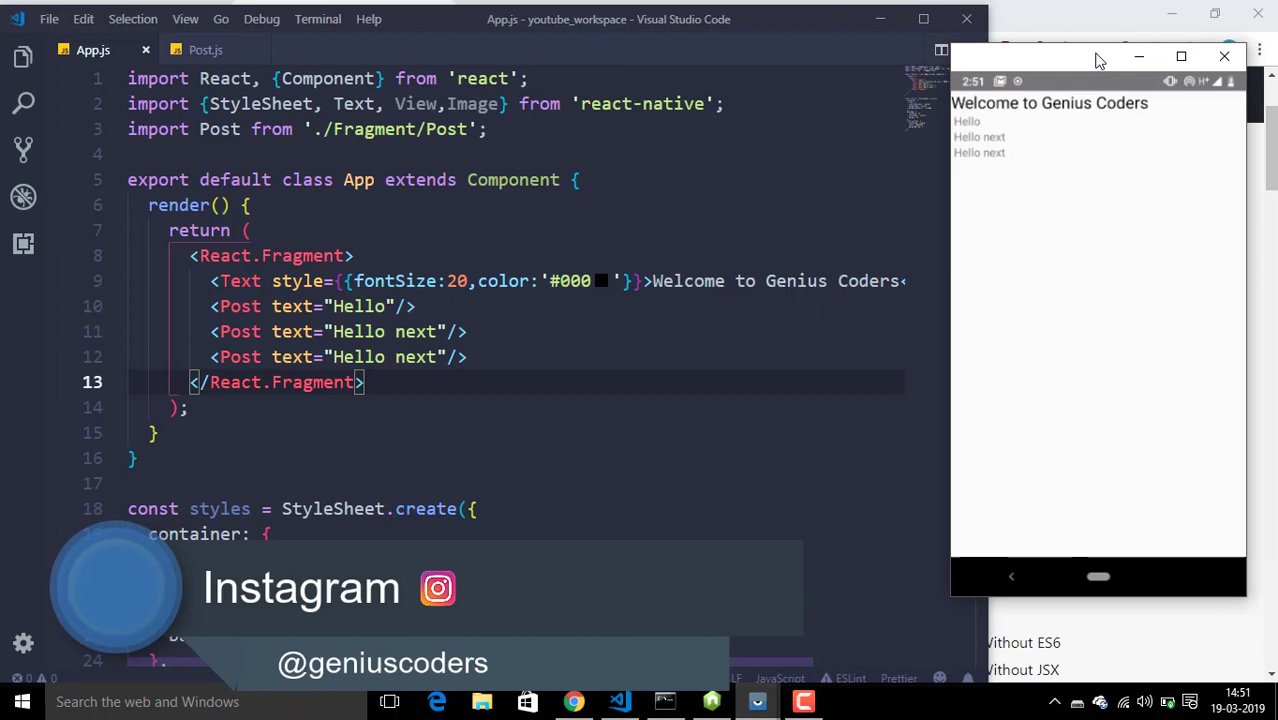 File Edit Selection View Go Debug Terminal Help App.js - youtube_workspace - Visual Studio Code
App.js Post.js
1 import React, {Component} from 'react';
2 import {StyleSheet, Text, View,Image} from 'react-native';
3 import Post from './Fragment/Post';
4
5 export default class App extends Component {
6 render() {
7 return (
8 <React.Fragment>
9 <Text style={{fontSize:20,color:'#000'}}>Welcome to Genius Coders<
10 <Post text="Hello"/>
11 <Post text="Hello next"/>
12 <Post text="Hello next"/>
13 </React.Fragment>
14 );
15 }
16 }
17
18 const styles = StyleSheet.create({
container: {
24 },
2:51 H+
Welcome to Genius Coders
Hello
Hello next
Hello next
Instagram
@geniuscoders
Without ES6
Without JSX
0 0 LF JavaScript ESLint Prettier
Search the web and Windows
14:51
19-03-2019